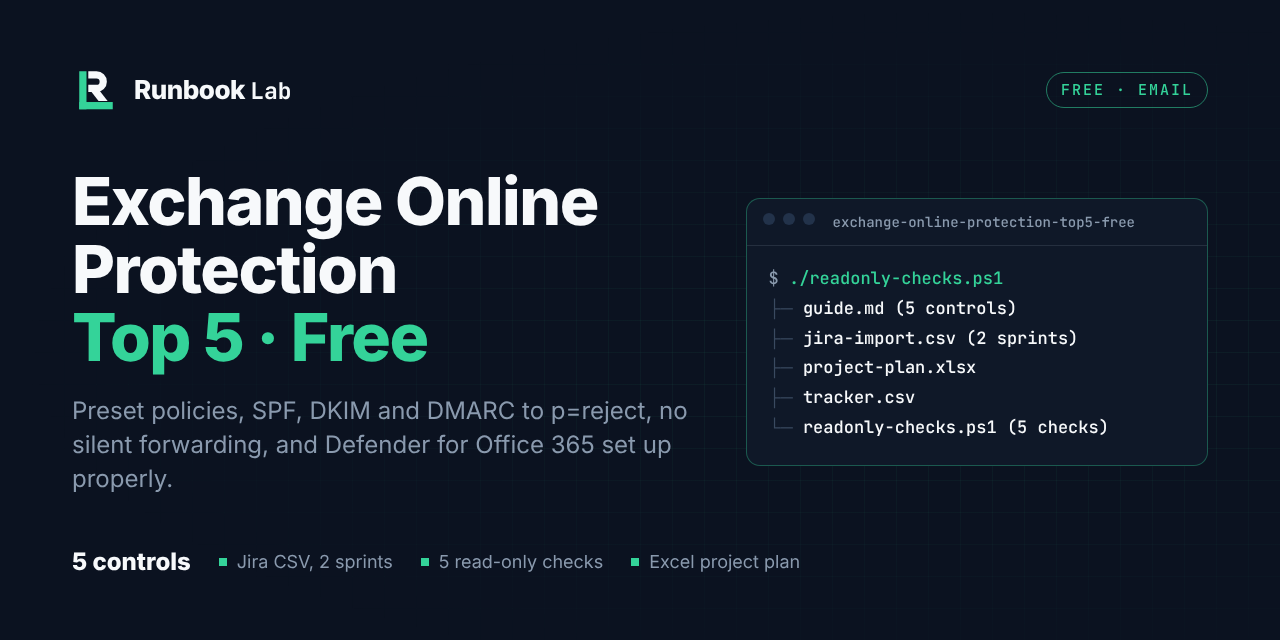 Runbook Lab
FREE · EMAIL
Exchange Online
Protection
Top 5 · Free
Preset policies, SPF, DKIM and DMARC to p=reject, no
silent forwarding, and Defender for Office 365 set up
properly.
exchange-online-protection-top5-free
$ ./readonly-checks.ps1
├── guide.md (5 controls)
├── jira-import.csv (2 sprints)
├── project-plan.xlsx
├── tracker.csv
└── readonly-checks.ps1 (5 checks)
5 controls
Jira CSV, 2 sprints
5 read-only checks
Excel project plan